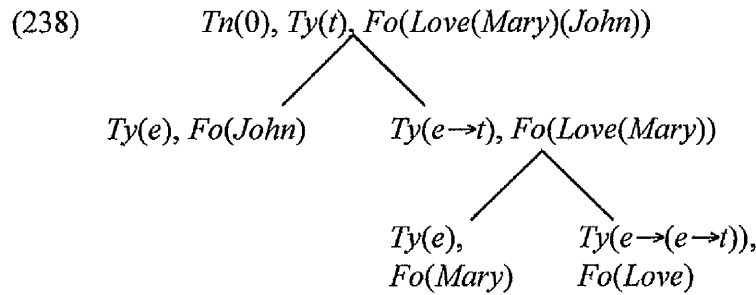 (238) Tn(0), Ty(t), Fo(Love(Mary)(John))
Ty(e), Fo(John) Ty(e→t), Fo(Love(Mary))
Ty(e), Ty(e→(e→t)),
Fo(Mary) Fo(Love)